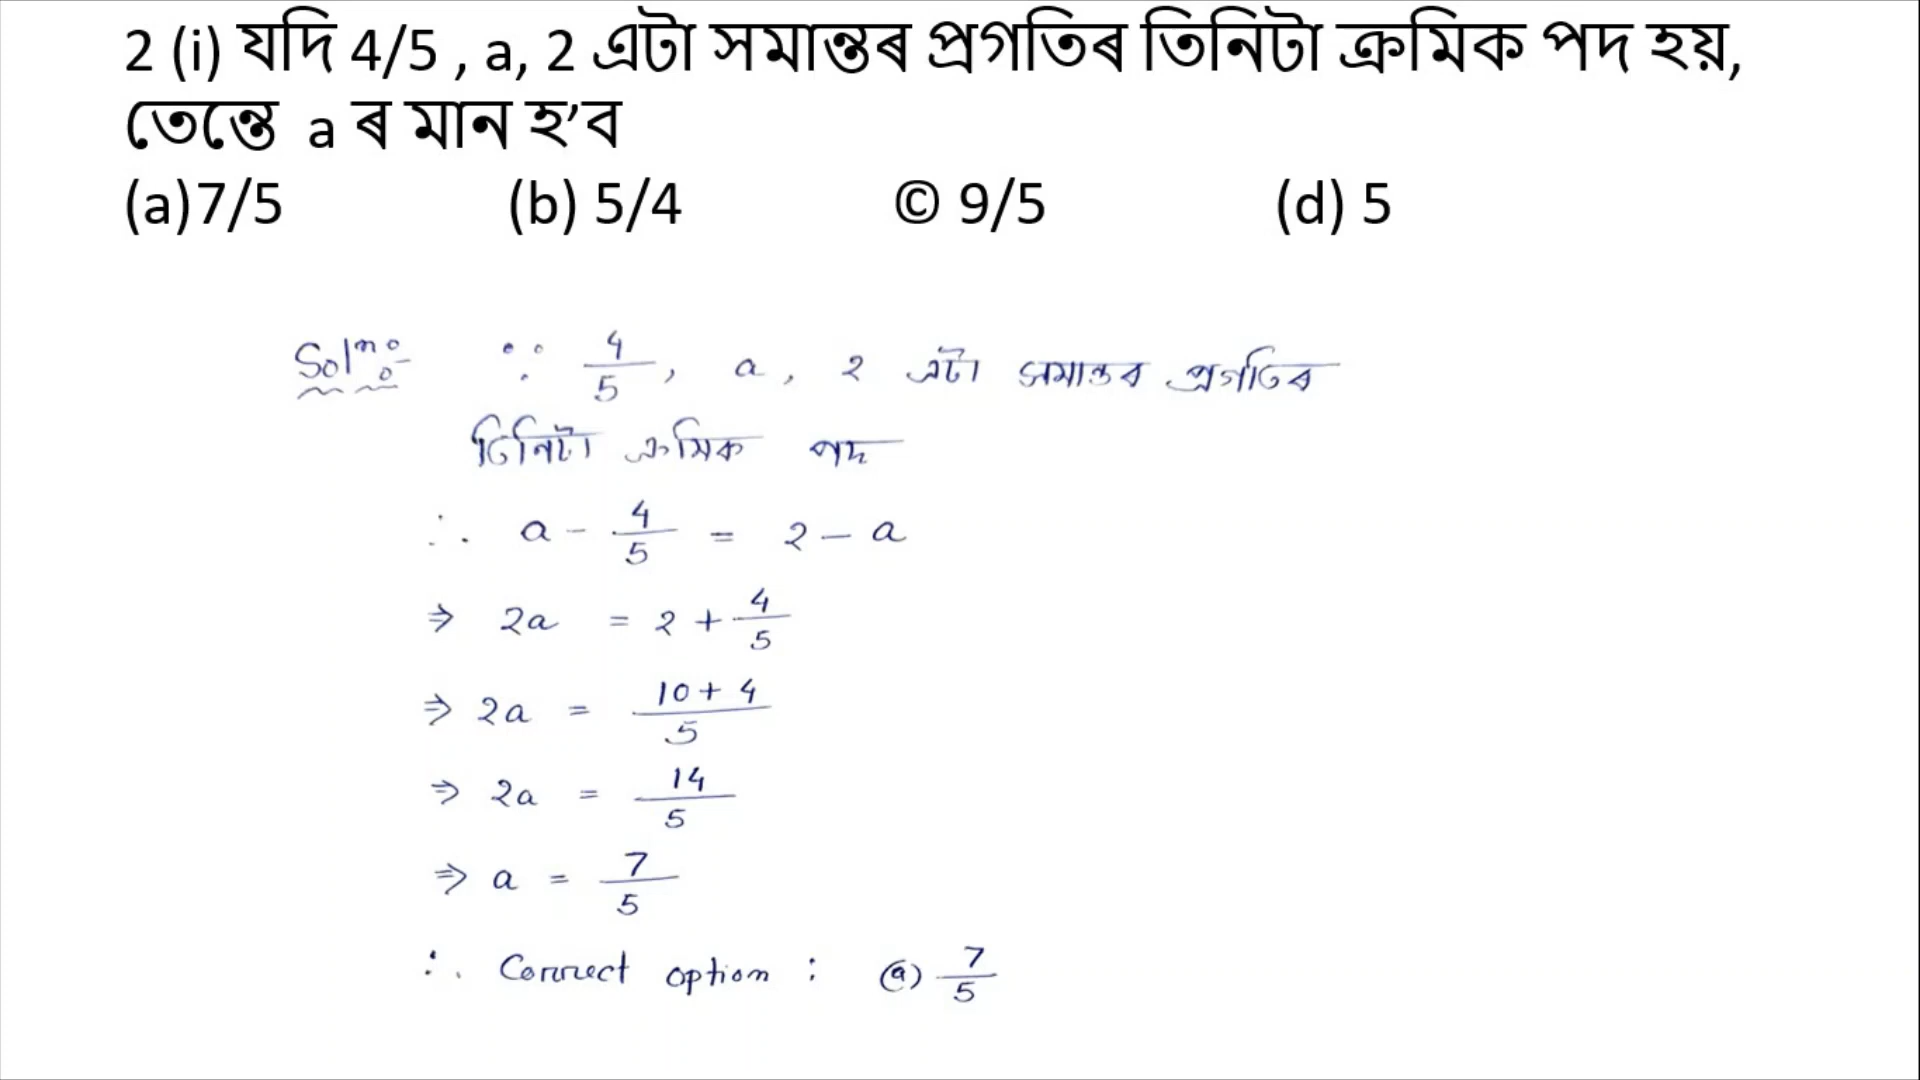 2 (i) যদি 4/5 , a, 2 এটা সমান্তৰ প্ৰগতিৰ তিনিটা ক্ৰমিক পদ হয়,
তেন্তে a ৰ মান হ’ব
(a)7/5 (b) 5/4 © 9/5 (d) 5
Solⁿ:- ∵ 4/5, a, 2 এটা সমান্তৰ প্ৰগতিৰ
তিনিটা ক্ৰমিক পদ
∴ a - 4/5 = 2 - a
⇒ 2a = 2 + 4/5
⇒ 2a = (10 + 4)/5
⇒ 2a = 14/5
⇒ a = 7/5
∴ Correct option : (a) 7/5